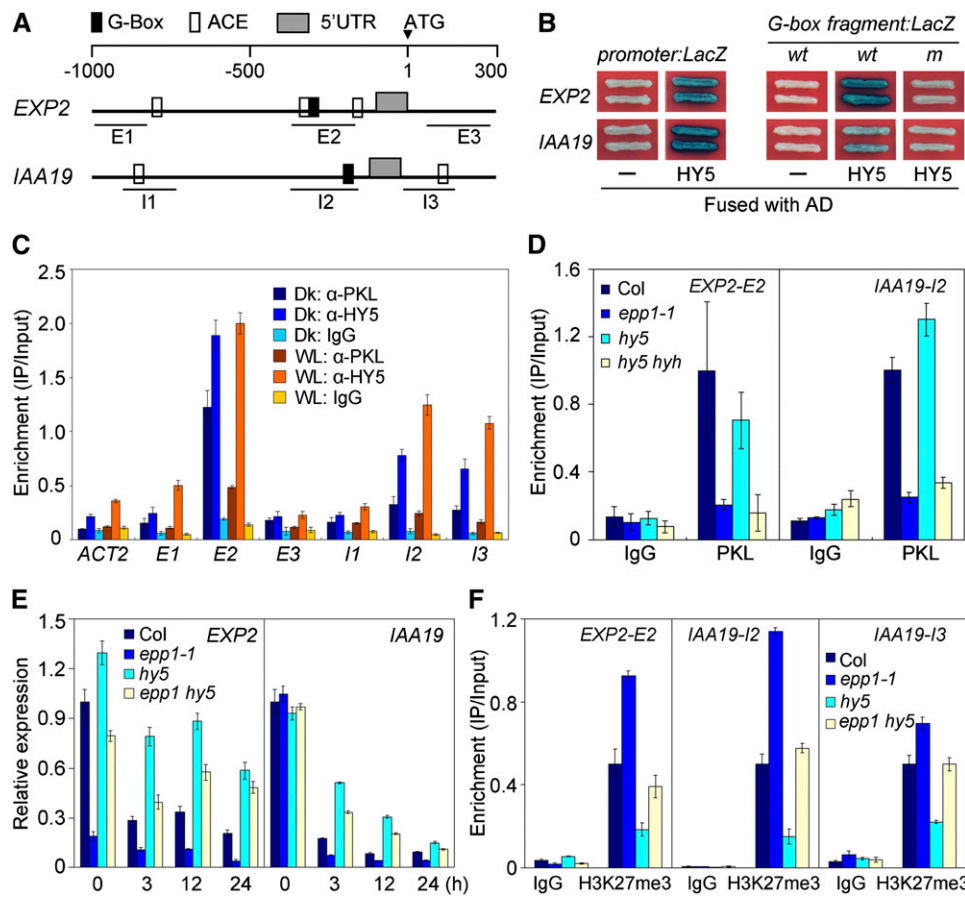 A
G-Box ACE 5'UTR ATG
-1000 -500 1 300
EXP2
E1 E2 E3
IAA19
I1 I2 I3
B
promoter:LacZ G-box fragment:LacZ
wt wt wt m
EXP2
IAA19
– HY5 – HY5 HY5
Fused with AD
C
Enrichment (IP/Input)
2.5
2.0
1.5
1.0
0.5
0
Dk: α-PKL
Dk: α-HY5
Dk: IgG
WL: α-PKL
WL: α-HY5
WL: IgG
ACT2 E1 E2 E3 I1 I2 I3
D
Enrichment (IP/Input)
1.6
1.2
0.8
0.4
0
Col
epp1-1
hy5
hy5 hyh
EXP2-E2 IAA19-I2
IgG PKL IgG PKL
E
Relative expression
1.5
1.2
0.9
0.6
0.3
0
Col
epp1-1
hy5
epp1 hy5
EXP2 IAA19
0 3 12 24 0 3 12 24 (h)
F
Enrichment (IP/Input)
1.2
0.8
0.4
0
EXP2-E2 IAA19-I2 IAA19-I3
Col
epp1-1
hy5
epp1 hy5
IgG H3K27me3 IgG H3K27me3 IgG H3K27me3